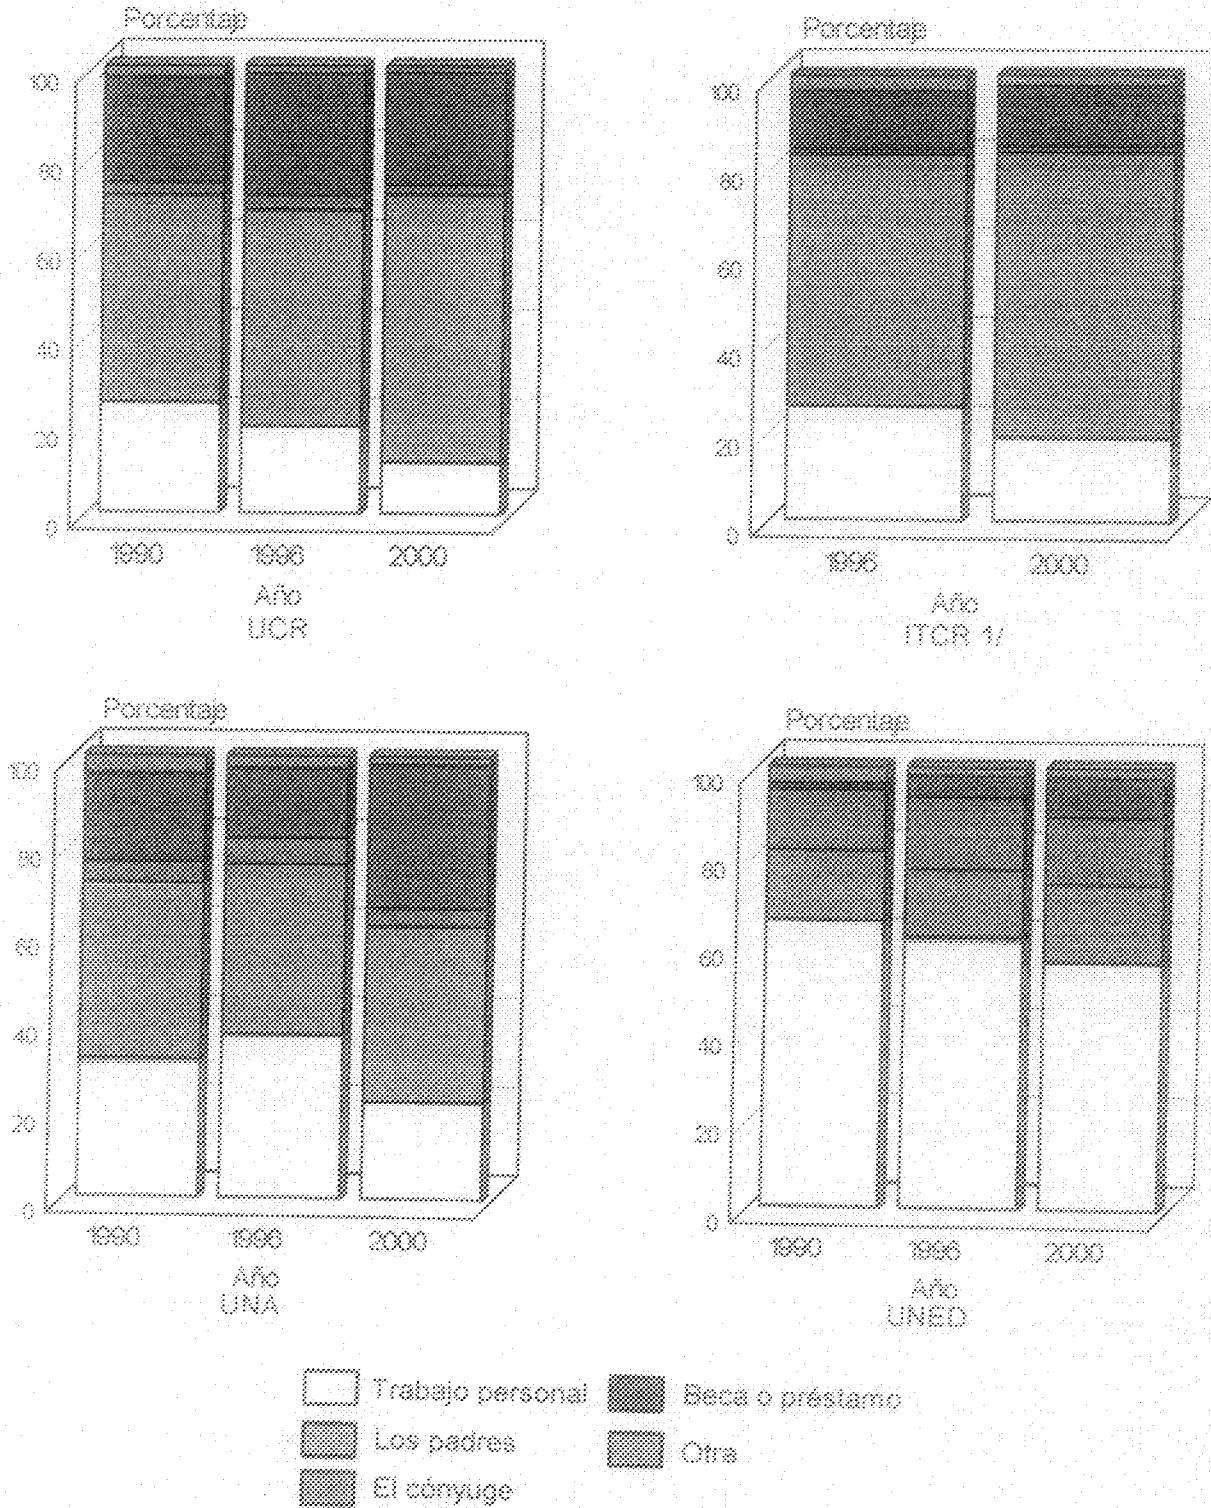 Porcentaje
100
80
60
40
20
0
1990 1996 2000
Año
UCR
Porcentaje
100
80
60
40
20
0
1996 2000
Año
ITCR 1/
Porcentaje
100
80
60
40
20
0
1990 1996 2000
Año
UNA
Porcentaje
100
80
60
40
20
0
1990 1996 2000
Año
UNED
Trabajo personal Beca o préstamo
Los padres Otra
El cónyuge